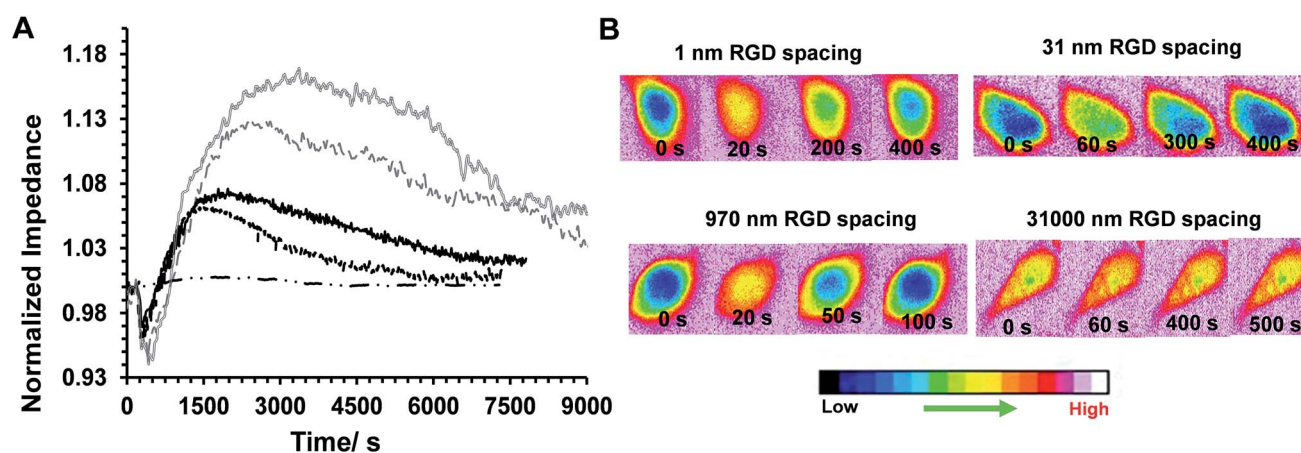 A
Normalized Impedance
1.18
1.13
1.08
1.03
0.98
0.93
0 1500 3000 4500 6000 7500 9000
Time/ s
B
1 nm RGD spacing
0 s 20 s 200 s 400 s
31 nm RGD spacing
0 s 60 s 300 s 400 s
970 nm RGD spacing
0 s 20 s 50 s 100 s
31000 nm RGD spacing
0 s 60 s 400 s 500 s
Low High